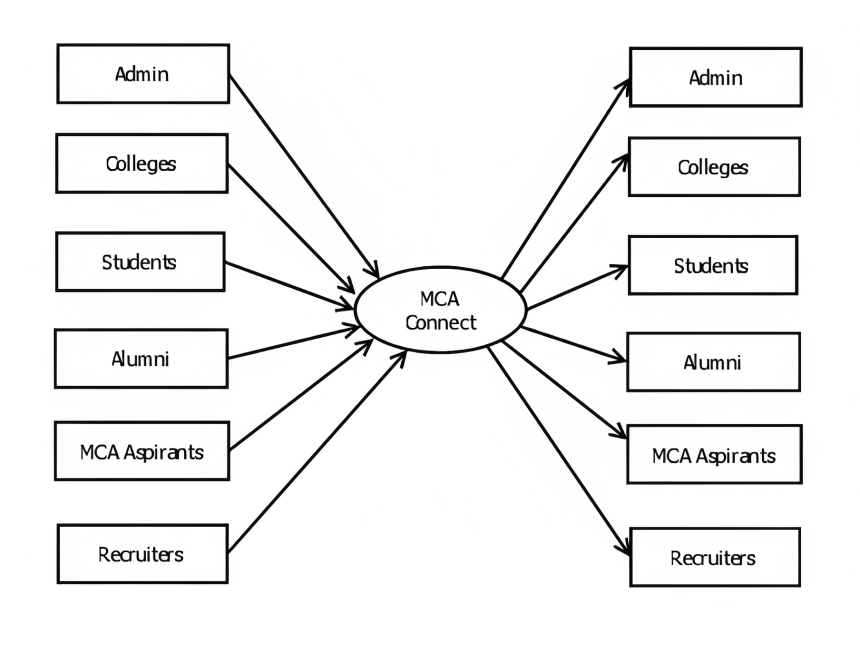 Admin
Colleges
Students
Alumni
MCA Aspirants
Recruiters
MCA
Connect
Admin
Colleges
Students
Alumni
MCA Aspirants
Recruiters